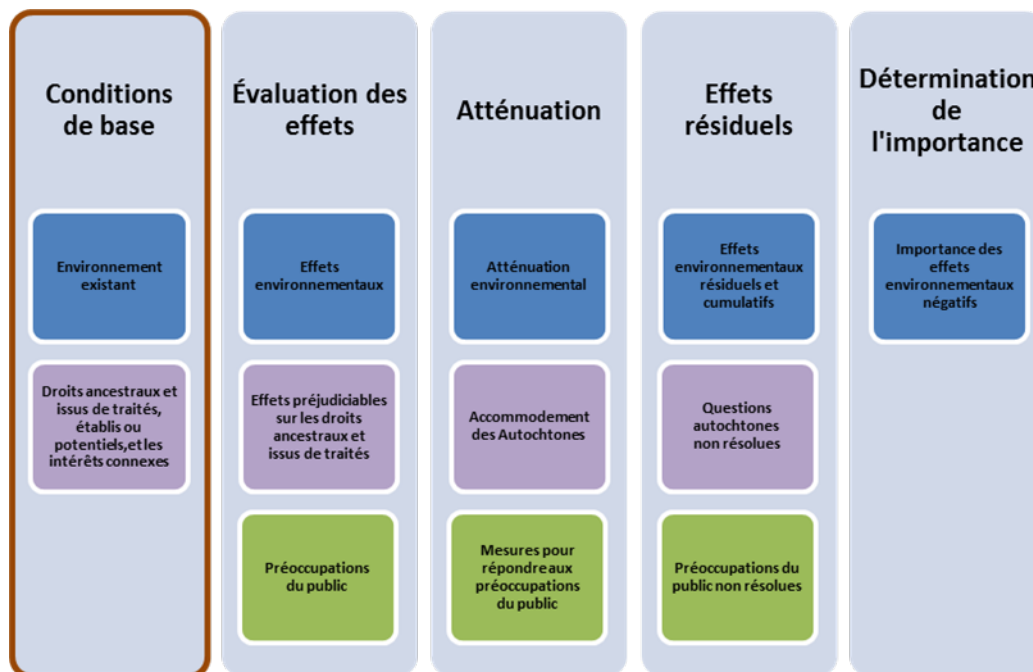 Conditions
de base
Environnement
existant
Droits ancestraux et
issus de traités,
établis ou
potentiels,et les
intérêts connexes
Évaluation des
effets
Effets
environnementaux
Effets préjudiciables
sur les droits
ancestraux et
issus de traités
Préoccupations
du public
Atténuation
Atténuation
environnemental
Accommodement
des Autochtones
Mesures pour
répondre aux
préoccupations
du public
Effets
résiduels
Effets
environnementaux
résiduels et
cumulatifs
Questions
autochtones
non résolues
Préoccupations du
public non résolues
Détermination
de
l'importance
Importance des
effets
environnementaux
négatifs